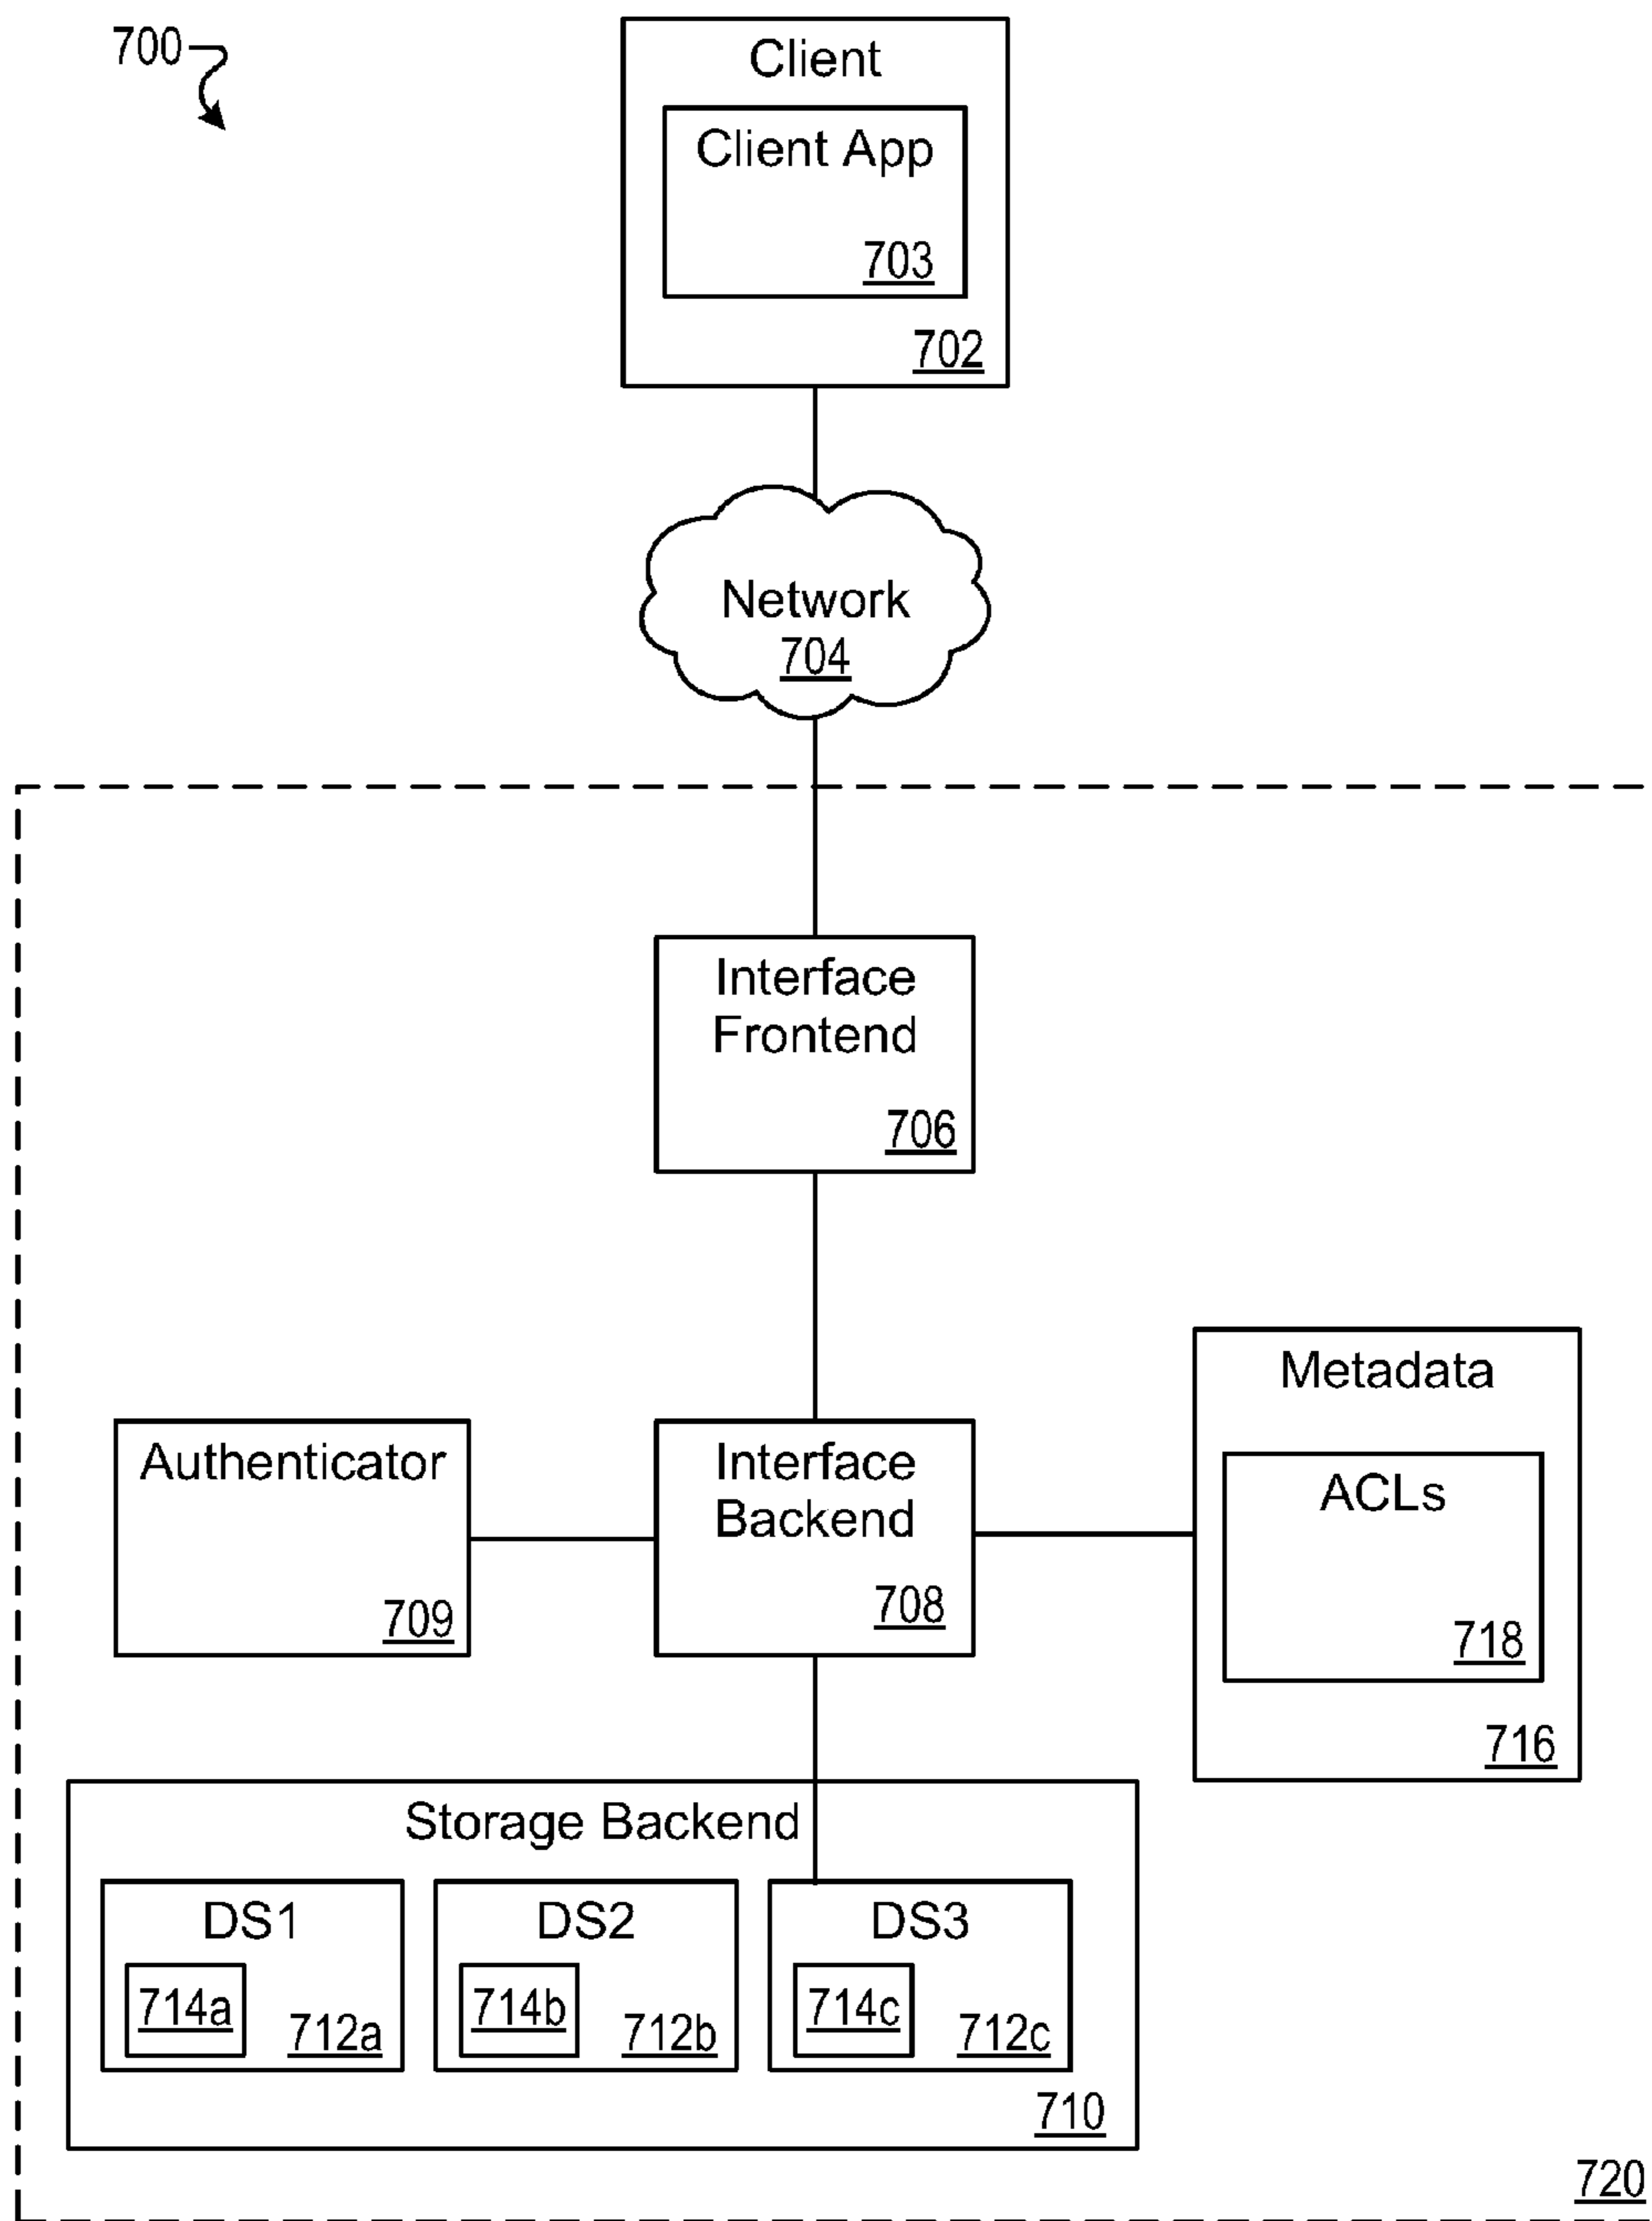 700
Client
Client App
703
702
Network
704
Interface
Frontend
706
Metadata
ACLs
718
716
Authenticator
709
Interface
Backend
708
Storage Backend
DS1
714a
712a
DS2
714b
712b
DS3
714c
712c
710
720